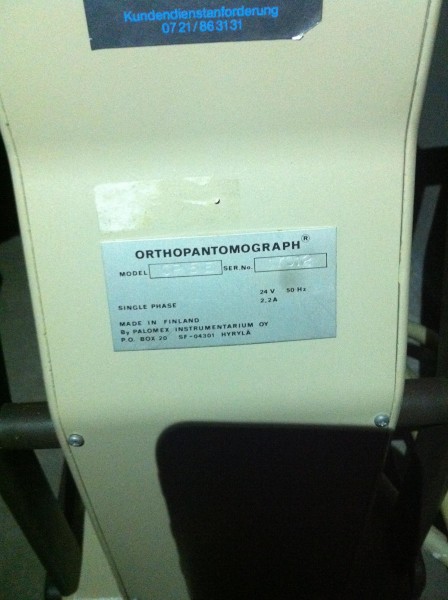 Kundendienstanforderung
07 21/86 31 31
ORTHOPANTOMOGRAPH®
MODEL SER.No.
24 V 50 Hz
SINGLE PHASE 2,2A
MADE IN FINLAND
By PALOMEX INSTRUMENTARIUM OY
P.O. BOX 20 SF-04301 HYRYLÄ